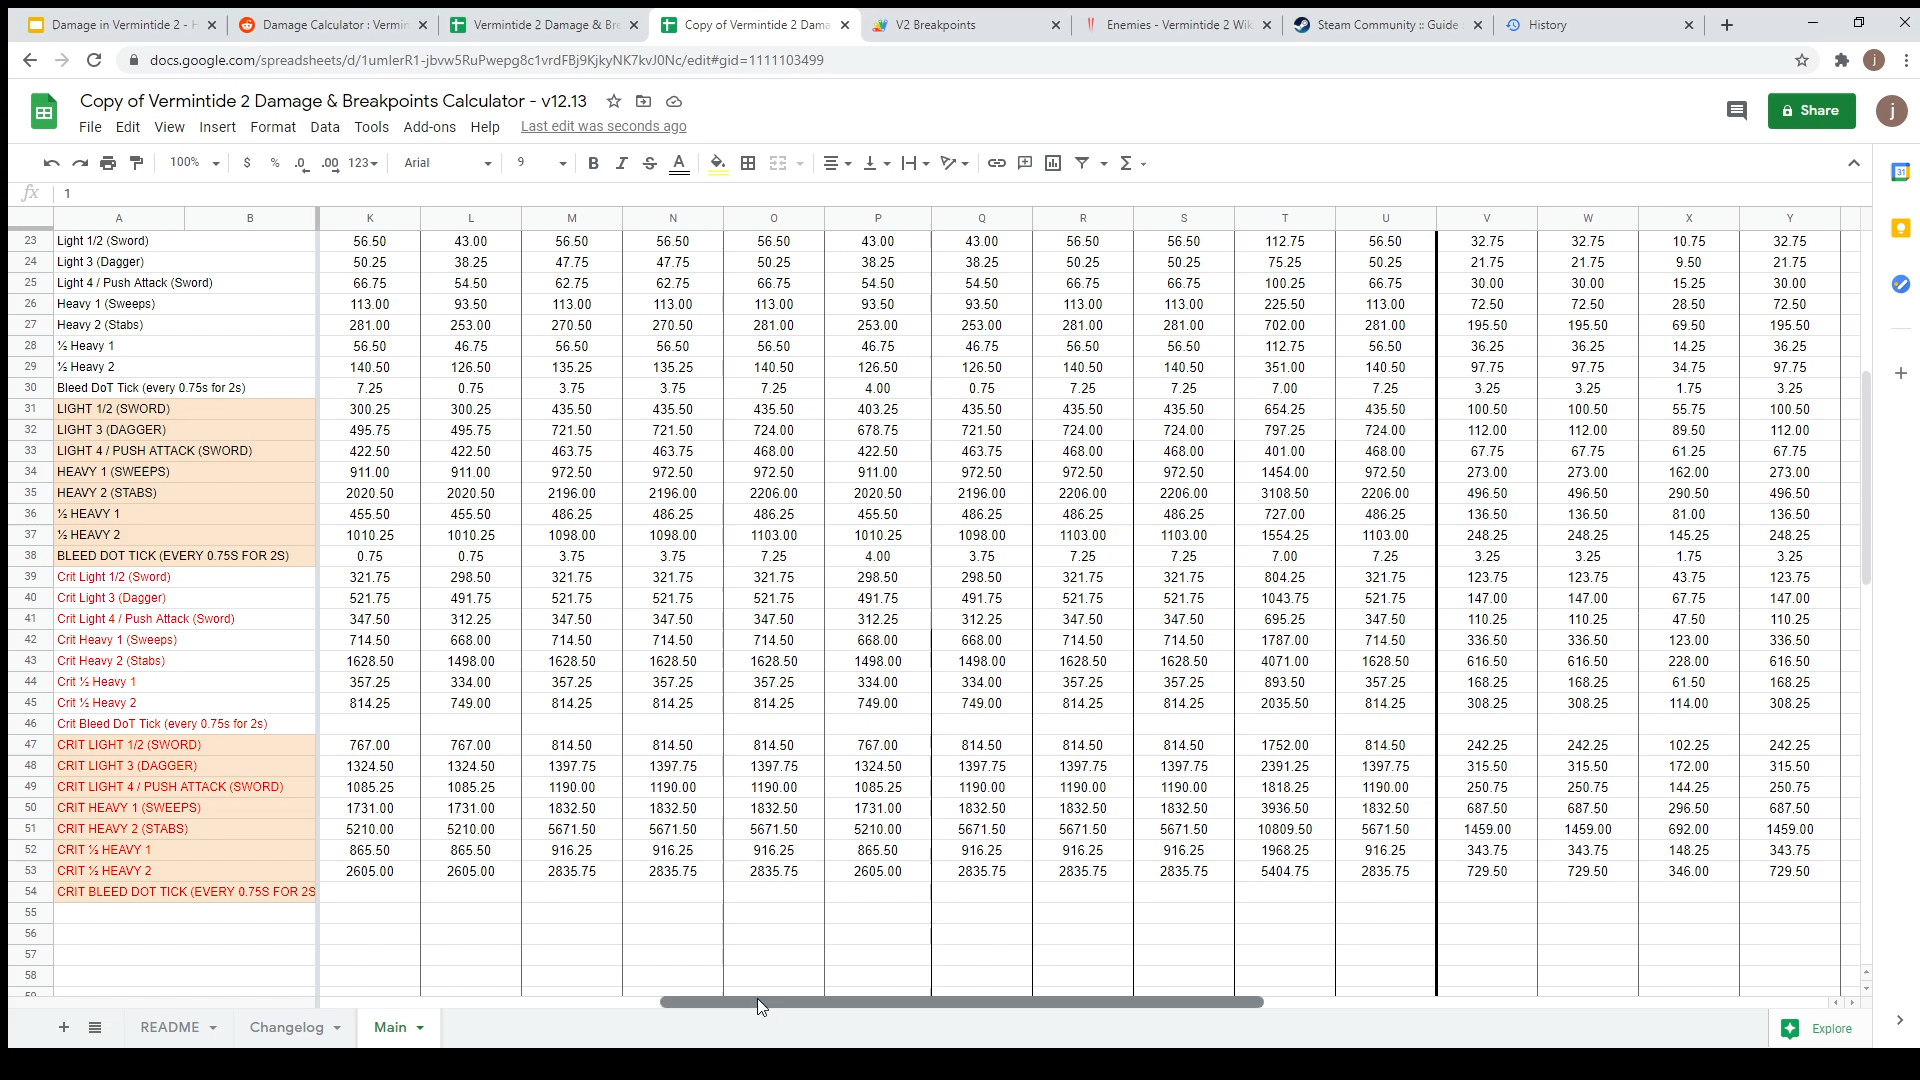 Damage in Vermintide 2 - H
Damage Calculator : Vermin
Vermintide 2 Damage & Bre
Copy of Vermintide 2 Dama
V2 Breakpoints
Enemies - Vermintide 2 Wik
Steam Community :: Guide
History
docs.google.com/spreadsheets/d/1umlerR1-jbvw5RuPwepg8c1vrdFBj9KjkyNK7kvJ0Nc/edit#gid=1111103499
j
Copy of Vermintide 2 Damage & Breakpoints Calculator - v12.13
Share
j
File Edit View Insert Format Data Tools Add-ons Help Last edit was seconds ago
100% $ % .0 .00 123 Arial 9 B I S A
31
fx 1
A B K L M N O P Q R S T U V W X Y
23 Light 1/2 (Sword) 56.50 43.00 56.50 56.50 56.50 43.00 43.00 56.50 56.50 112.75 56.50 32.75 32.75 10.75 32.75
24 Light 3 (Dagger) 50.25 38.25 47.75 47.75 50.25 38.25 38.25 50.25 50.25 75.25 50.25 21.75 21.75 9.50 21.75
25 Light 4 / Push Attack (Sword) 66.75 54.50 62.75 62.75 66.75 54.50 54.50 66.75 66.75 100.25 66.75 30.00 30.00 15.25 30.00
26 Heavy 1 (Sweeps) 113.00 93.50 113.00 113.00 113.00 93.50 93.50 113.00 113.00 225.50 113.00 72.50 72.50 28.50 72.50
27 Heavy 2 (Stabs) 281.00 253.00 270.50 270.50 281.00 253.00 253.00 281.00 281.00 702.00 281.00 195.50 195.50 69.50 195.50
28 ½ Heavy 1 56.50 46.75 56.50 56.50 56.50 46.75 46.75 56.50 56.50 112.75 56.50 36.25 36.25 14.25 36.25
29 ½ Heavy 2 140.50 126.50 135.25 135.25 140.50 126.50 126.50 140.50 140.50 351.00 140.50 97.75 97.75 34.75 97.75
30 Bleed DoT Tick (every 0.75s for 2s) 7.25 0.75 3.75 3.75 7.25 4.00 0.75 7.25 7.25 7.00 7.25 3.25 3.25 1.75 3.25
31 LIGHT 1/2 (SWORD) 300.25 300.25 435.50 435.50 435.50 403.25 435.50 435.50 435.50 654.25 435.50 100.50 100.50 55.75 100.50
32 LIGHT 3 (DAGGER) 495.75 495.75 721.50 721.50 724.00 678.75 721.50 724.00 724.00 797.25 724.00 112.00 112.00 89.50 112.00
33 LIGHT 4 / PUSH ATTACK (SWORD) 422.50 422.50 463.75 463.75 468.00 422.50 463.75 468.00 468.00 401.00 468.00 67.75 67.75 61.25 67.75
34 HEAVY 1 (SWEEPS) 911.00 911.00 972.50 972.50 972.50 911.00 972.50 972.50 972.50 1454.00 972.50 273.00 273.00 162.00 273.00
35 HEAVY 2 (STABS) 2020.50 2020.50 2196.00 2196.00 2206.00 2020.50 2196.00 2206.00 2206.00 3108.50 2206.00 496.50 496.50 290.50 496.50
36 ½ HEAVY 1 455.50 455.50 486.25 486.25 486.25 455.50 486.25 486.25 486.25 727.00 486.25 136.50 136.50 81.00 136.50
37 ½ HEAVY 2 1010.25 1010.25 1098.00 1098.00 1103.00 1010.25 1098.00 1103.00 1103.00 1554.25 1103.00 248.25 248.25 145.25 248.25
38 BLEED DOT TICK (EVERY 0.75S FOR 2S) 0.75 0.75 3.75 3.75 7.25 4.00 3.75 7.25 7.25 7.00 7.25 3.25 3.25 1.75 3.25
39 Crit Light 1/2 (Sword) 321.75 298.50 321.75 321.75 321.75 298.50 298.50 321.75 321.75 804.25 321.75 123.75 123.75 43.75 123.75
40 Crit Light 3 (Dagger) 521.75 491.75 521.75 521.75 521.75 491.75 491.75 521.75 521.75 1043.75 521.75 147.00 147.00 67.75 147.00
41 Crit Light 4 / Push Attack (Sword) 347.50 312.25 347.50 347.50 347.50 312.25 312.25 347.50 347.50 695.25 347.50 110.25 110.25 47.50 110.25
42 Crit Heavy 1 (Sweeps) 714.50 668.00 714.50 714.50 714.50 668.00 668.00 714.50 714.50 1787.00 714.50 336.50 336.50 123.00 336.50
43 Crit Heavy 2 (Stabs) 1628.50 1498.00 1628.50 1628.50 1628.50 1498.00 1498.00 1628.50 1628.50 4071.00 1628.50 616.50 616.50 228.00 616.50
44 Crit ½ Heavy 1 357.25 334.00 357.25 357.25 357.25 334.00 334.00 357.25 357.25 893.50 357.25 168.25 168.25 61.50 168.25
45 Crit ½ Heavy 2 814.25 749.00 814.25 814.25 814.25 749.00 749.00 814.25 814.25 2035.50 814.25 308.25 308.25 114.00 308.25
46 Crit Bleed DoT Tick (every 0.75s for 2s)
47 CRIT LIGHT 1/2 (SWORD) 767.00 767.00 814.50 814.50 814.50 767.00 814.50 814.50 814.50 1752.00 814.50 242.25 242.25 102.25 242.25
48 CRIT LIGHT 3 (DAGGER) 1324.50 1324.50 1397.75 1397.75 1397.75 1324.50 1397.75 1397.75 1397.75 2391.25 1397.75 315.50 315.50 172.00 315.50
49 CRIT LIGHT 4 / PUSH ATTACK (SWORD) 1085.25 1085.25 1190.00 1190.00 1190.00 1085.25 1190.00 1190.00 1190.00 1818.25 1190.00 250.75 250.75 144.25 250.75
50 CRIT HEAVY 1 (SWEEPS) 1731.00 1731.00 1832.50 1832.50 1832.50 1731.00 1832.50 1832.50 1832.50 3936.50 1832.50 687.50 687.50 296.50 687.50
51 CRIT HEAVY 2 (STABS) 5210.00 5210.00 5671.50 5671.50 5671.50 5210.00 5671.50 5671.50 5671.50 10809.50 5671.50 1459.00 1459.00 692.00 1459.00
52 CRIT ½ HEAVY 1 865.50 865.50 916.25 916.25 916.25 865.50 916.25 916.25 916.25 1968.25 916.25 343.75 343.75 148.25 343.75
53 CRIT ½ HEAVY 2 2605.00 2605.00 2835.75 2835.75 2835.75 2605.00 2835.75 2835.75 2835.75 5404.75 2835.75 729.50 729.50 346.00 729.50
54 CRIT BLEED DOT TICK (EVERY 0.75S FOR 2S
55
56
57
58
59
README Changelog Main Explore